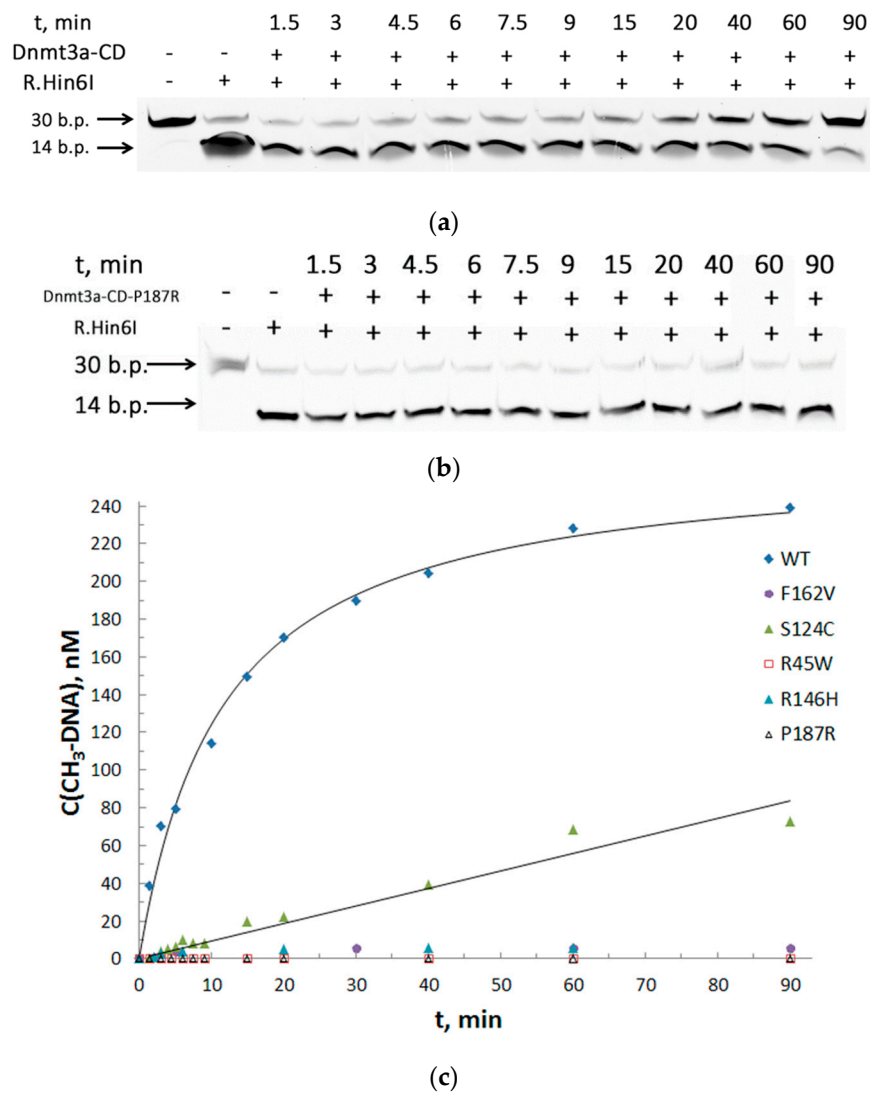 t, min 1.5 3 4.5 6 7.5 9 15 20 40 60 90
Dnmt3a-CD - - + + + + + + + + + + +
R.Hin6I - + + + + + + + + + + + +
30 b.p.
14 b.p.
(a)
t, min 1.5 3 4.5 6 7.5 9 15 20 40 60 90
Dnmt3a-CD-P187R - - + + + + + + + + + + +
R.Hin6I - + + + + + + + + + + + +
30 b.p.
14 b.p.
(b)
C(CH₃-DNA), nM
240
220
200
180
160
140
120
100
80
60
40
20
0
WT
F162V
S124C
R45W
R146H
P187R
0 10 20 30 40 50 60 70 80 90
t, min
(c)